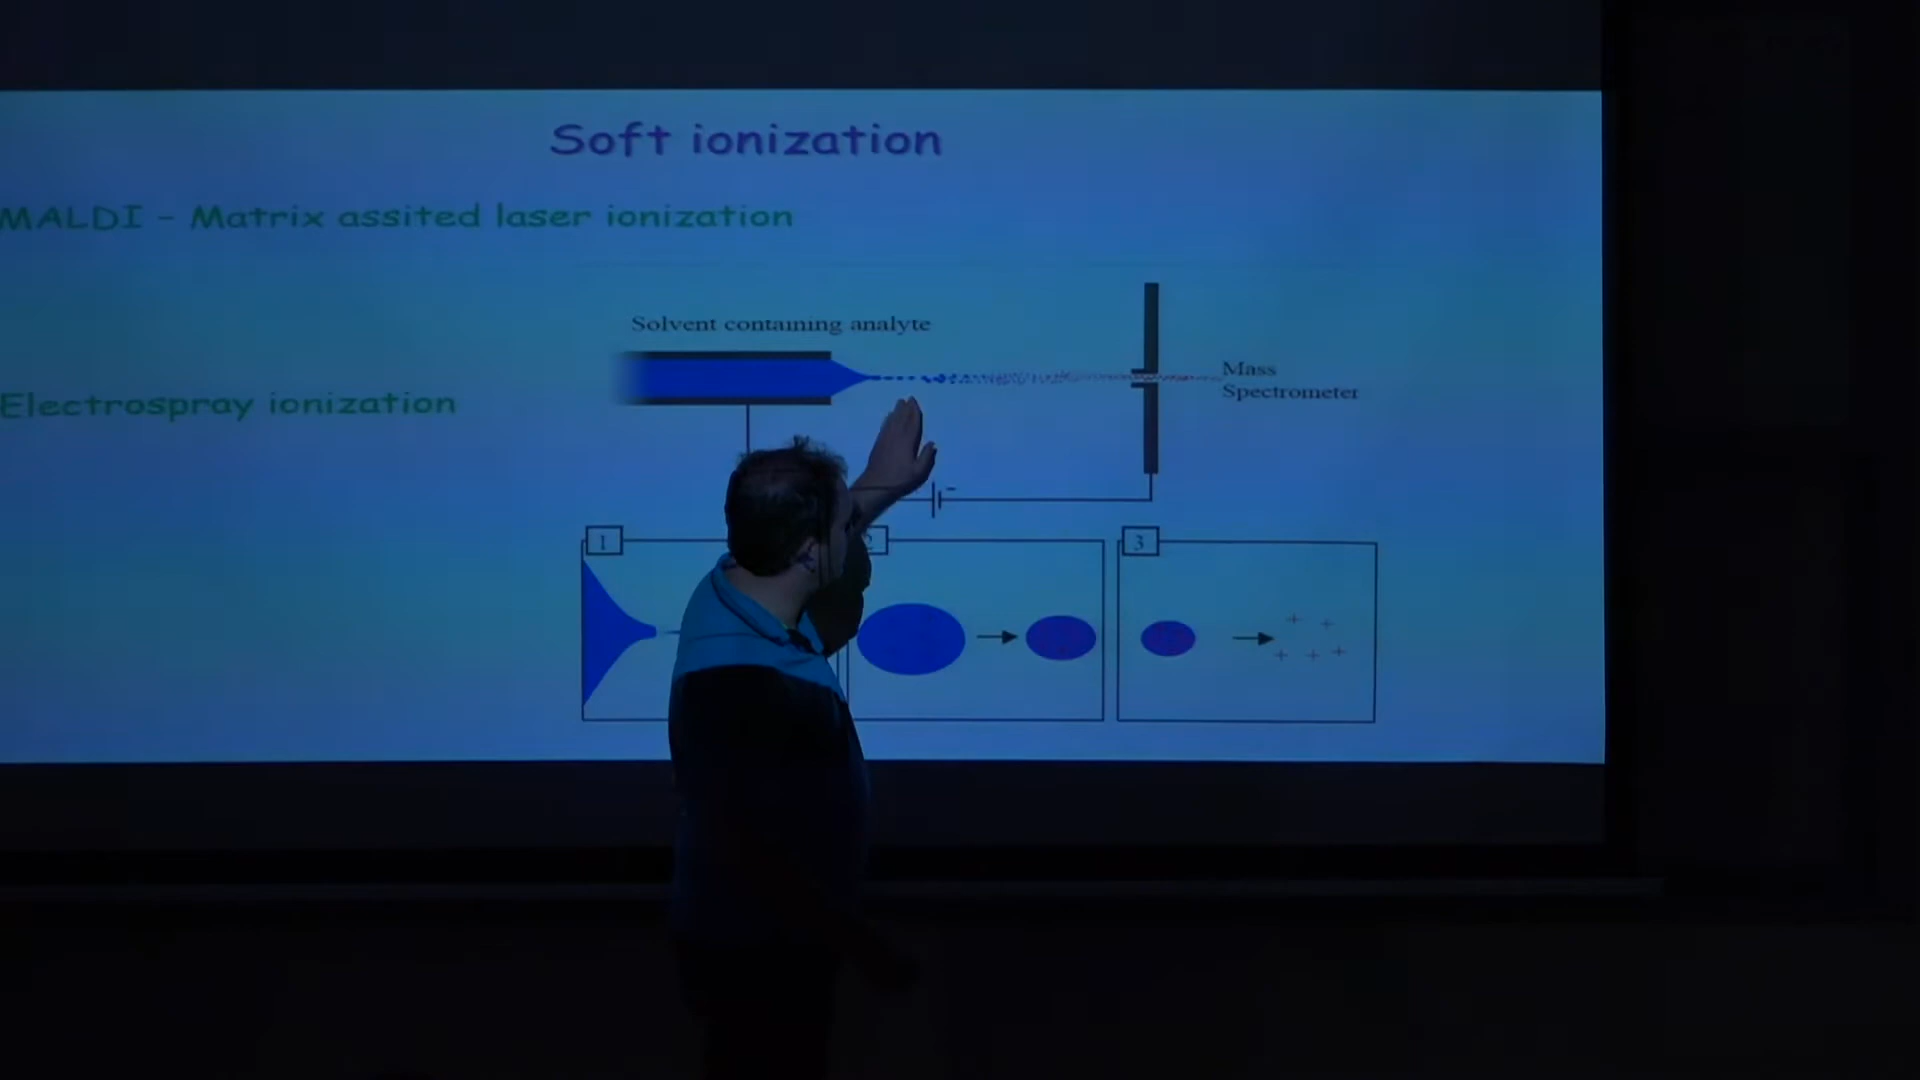 Soft ionization
MALDI - Matrix assited laser ionization
Solvent containing analyte
Mass
Spectrometer
Electrospray ionization
-
1
2
3
+ +
+ + +